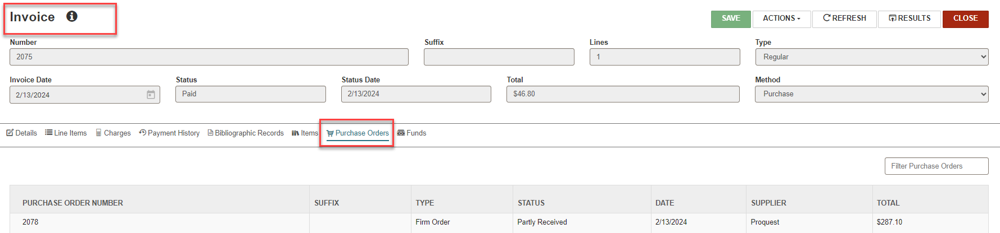 Invoice
SAVE ACTIONS REFRESH RESULTS CLOSE
Number Suffix Lines Type
2075 1 Regular
Invoice Date Status Status Date Total Method
2/13/2024 Paid 2/13/2024 $46.80 Purchase
Details Line Items Charges Payment History Bibliographic Records Items Purchase Orders Funds
Filter Purchase Orders
PURCHASE ORDER NUMBER SUFFIX TYPE STATUS DATE SUPPLIER TOTAL
2078 Firm Order Partly Received 2/13/2024 Proquest $287.10